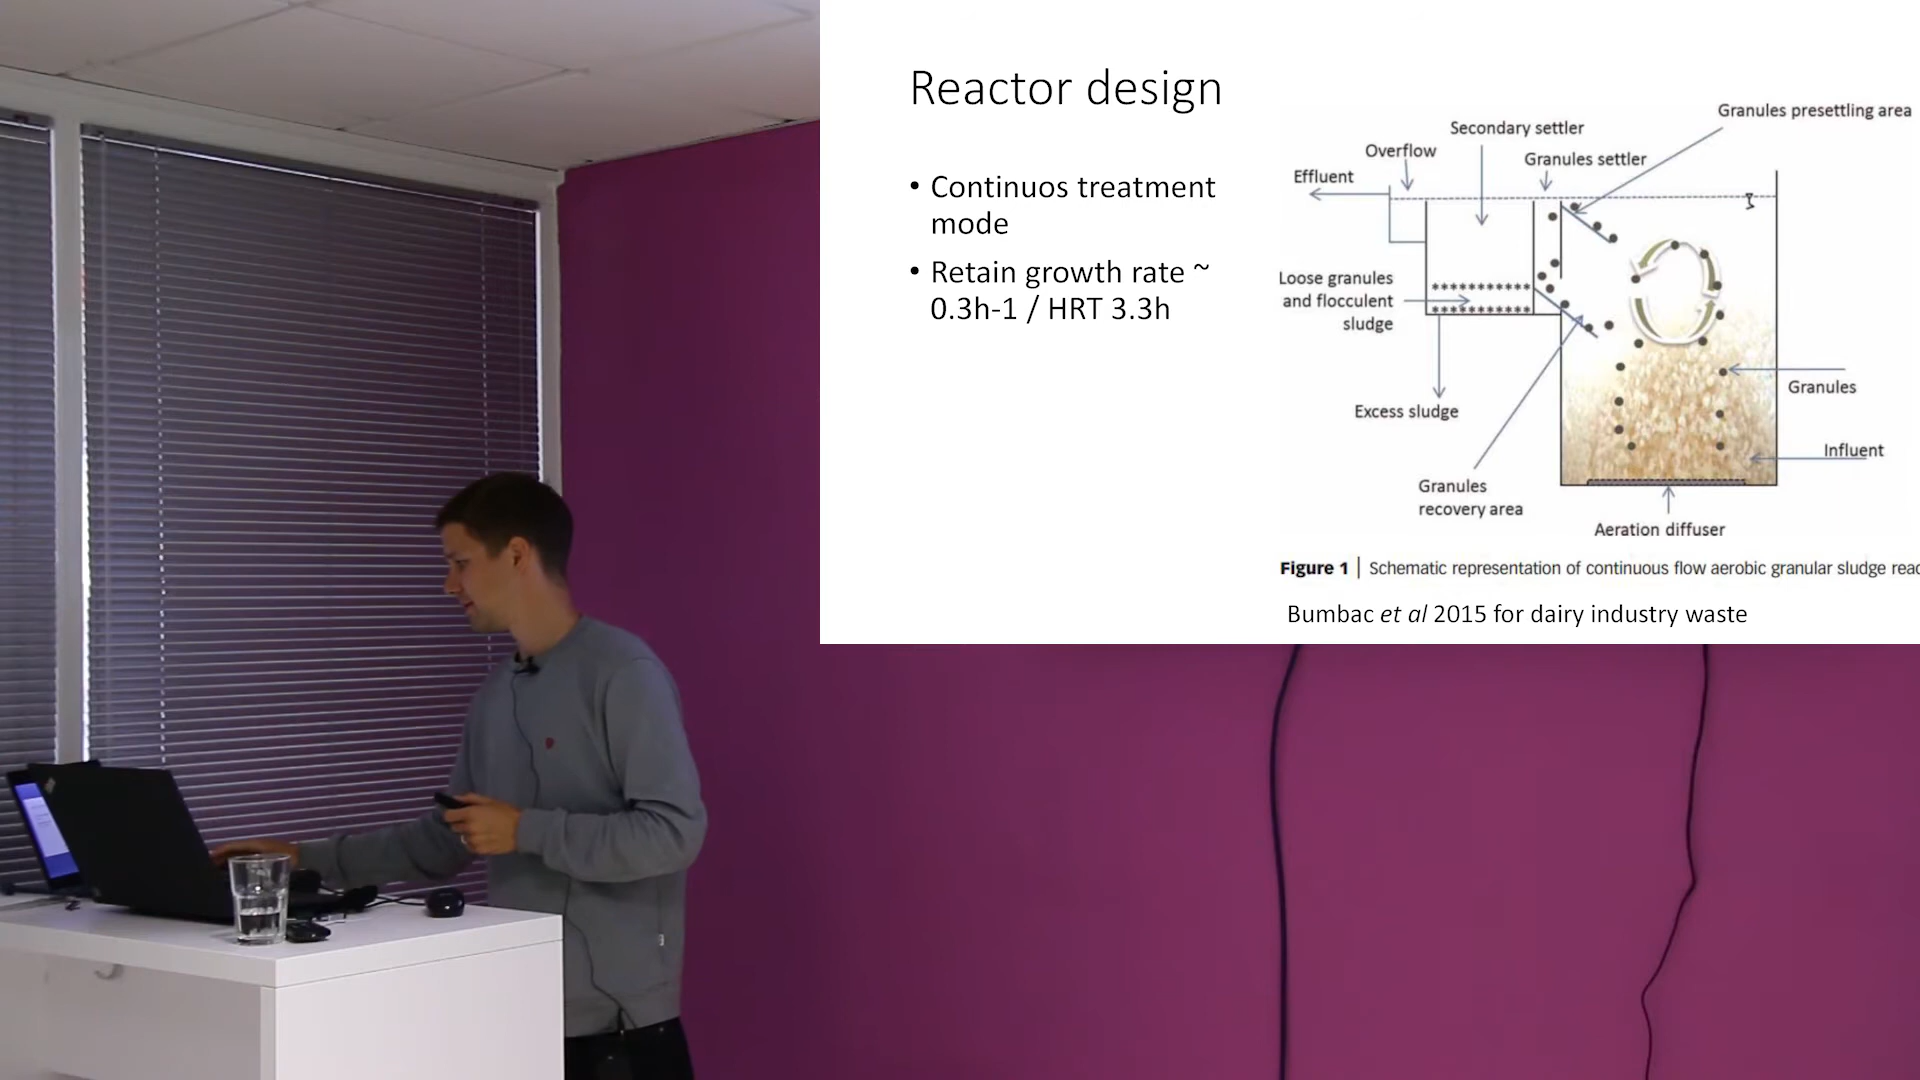 Reactor design
• Continuos treatment
mode
• Retain growth rate ~
0.3h-1 / HRT 3.3h
Granules presettling area
Secondary settler
Overflow
Granules settler
Effluent
Loose granules
and flocculent
sludge
Granules
Excess sludge
Influent
Granules
recovery area
Aeration diffuser
Figure 1 | Schematic representation of continuous flow aerobic granular sludge
Bumbac et al 2015 for dairy industry waste